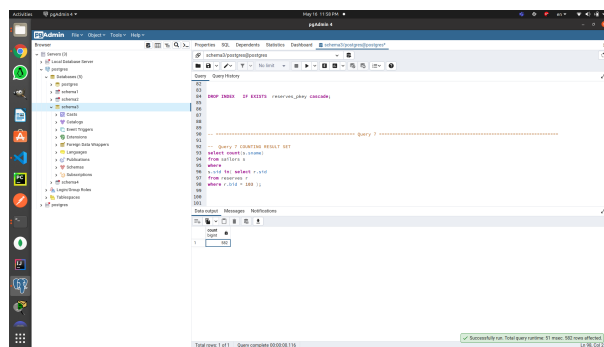 Activities pgAdmin 4 May 16 11:58 PM en
pgAdmin 4
pgAdmin File Object Tools Help
Browser Properties SQL Dependents Statistics Dashboard schema3/postgres@postgres*
Servers (3) schema3/postgres@postgres
Local Database Server
postgres No limit
Databases (5) Query Query History
postgres
schema1
schema2
schema3
Casts
Catalogs
Event Triggers
Extensions
Foreign Data Wrappers
Languages
Publications
Schemas
Subscriptions
schema4
Login/Group Roles
Tablespaces
postgres
82
83
84 DROP INDEX IF EXISTS reserves_pkey cascade;
85
86
87
88
89
90 -- Query 7
91
92 -- Query 7 COUNTING RESULT SET
93 select count(s.sname)
94 from sailors s
95 where
96 s.sid in( select r.sid
97 from reserves r
98 where r.bid = 103 );
99
100
101
Data output Messages Notifications
count
bigint
1 582
Successfully run. Total query runtime: 51 msec. 582 rows affected.
Total rows: 1 of 1 Query complete 00:00:00.116